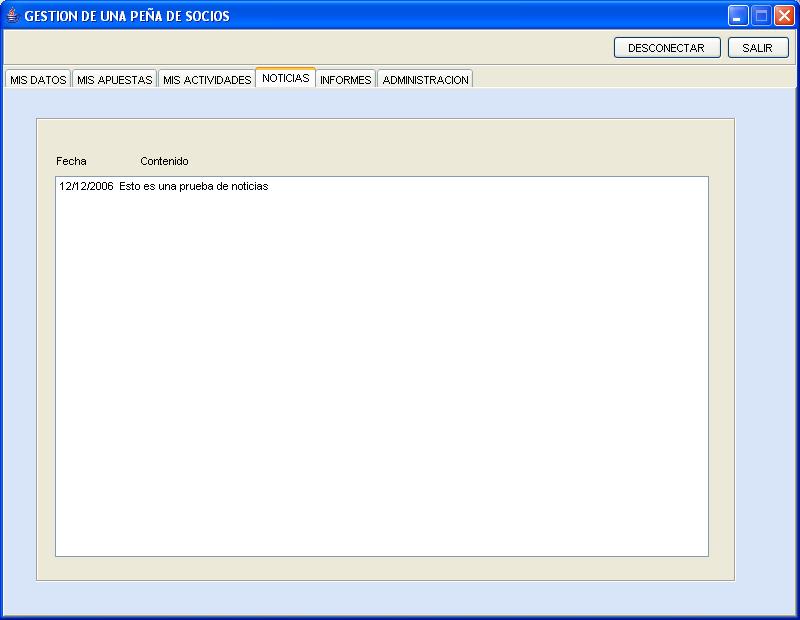 GESTION DE UNA PEÑA DE SOCIOS
DESCONECTAR SALIR
MIS DATOS MIS APUESTAS MIS ACTIVIDADES NOTICIAS INFORMES ADMINISTRACION
Fecha Contenido
12/12/2006 Esto es una prueba de noticias